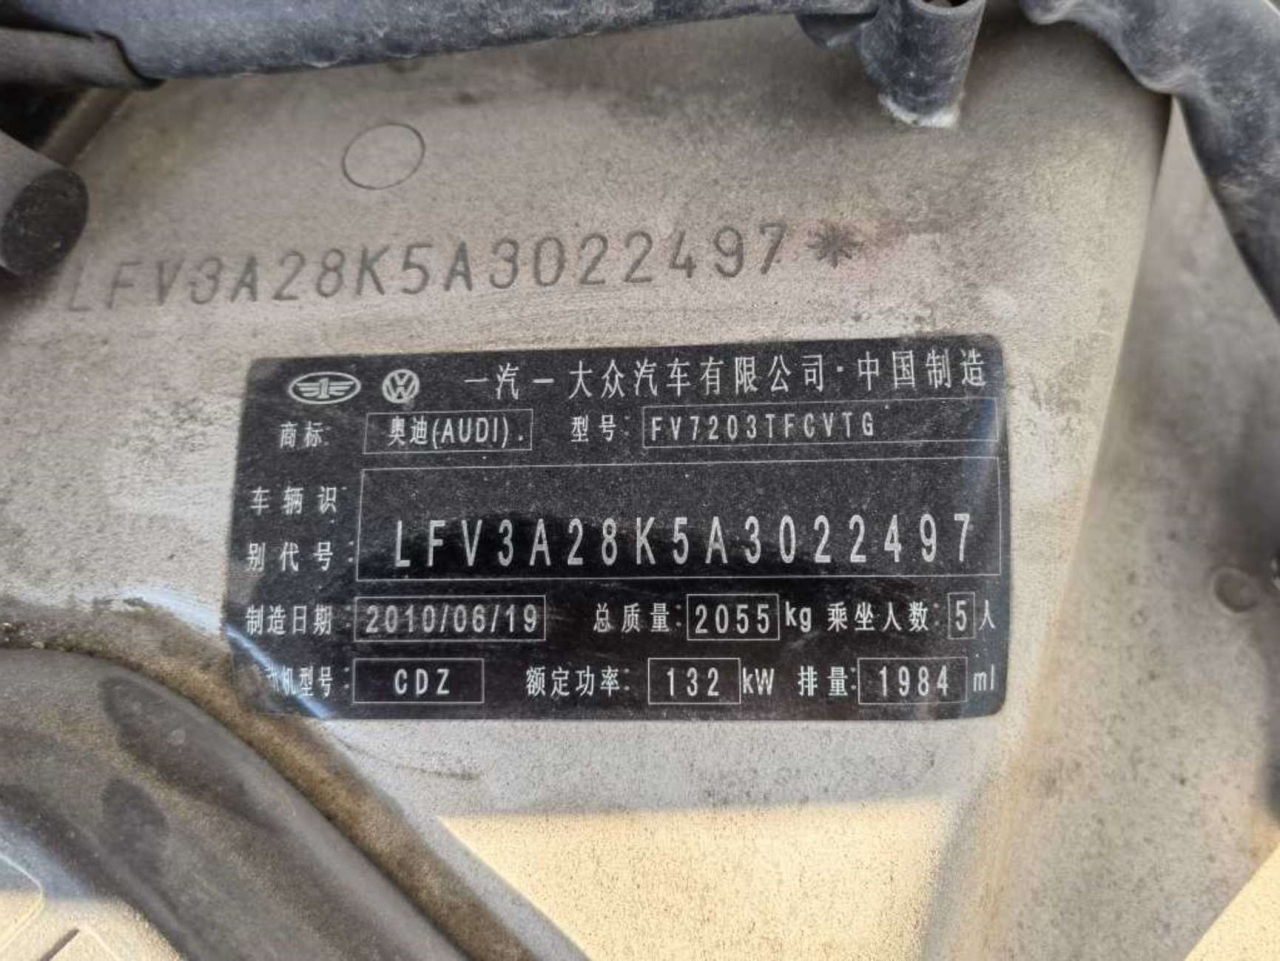 LFV3A28K5A3022497*
一汽一大众汽车有限公司·中国制造
商标: 奥迪(AUDI). 型号: FV7203TFCVTG
车辆识
别代号: LFV3A28K5A3022497
制造日期: 2010/06/19 总质量: 2055 kg 乘坐人数: 5 人
机型号: CDZ 额定功率: 132 kW 排量: 1984 ml